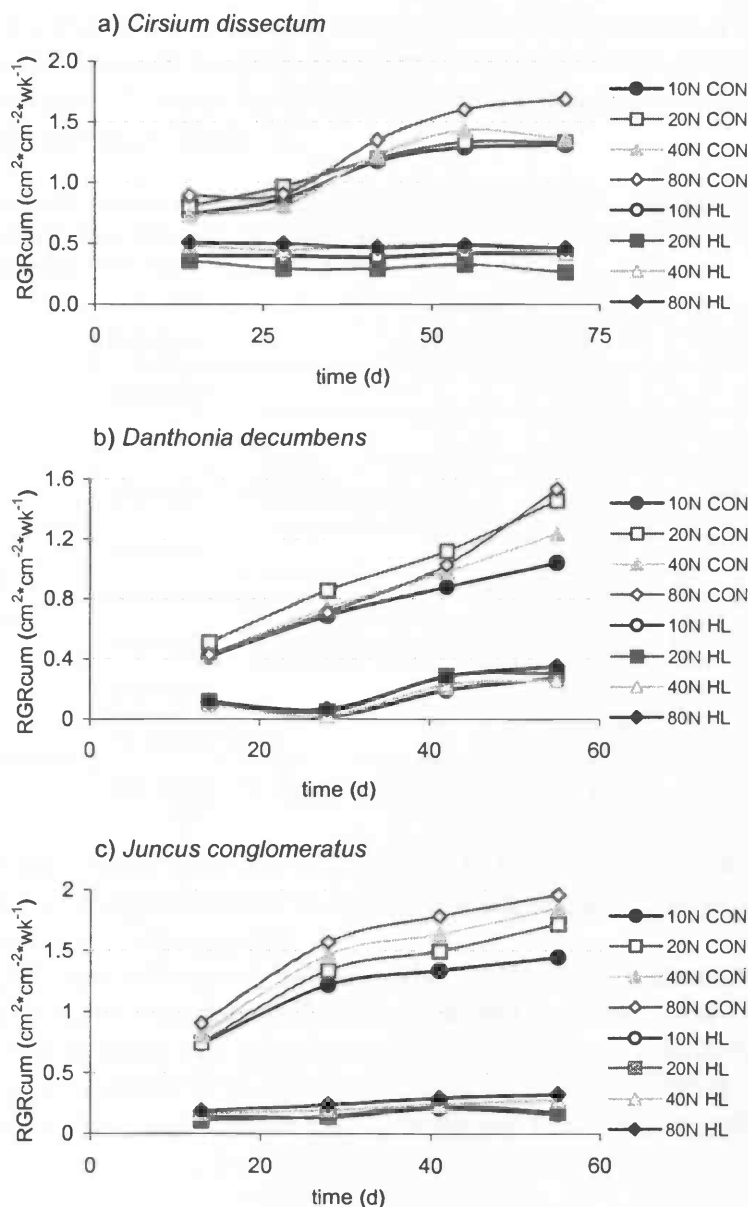 a) Cirsium dissectum
2.0
1.5
1.0
0.5
0.0
RGRcum (cm²*cm⁻²*wk⁻¹)
0
25
50
75
time (d)
10N CON
20N CON
40N CON
80N CON
10N HL
20N HL
40N HL
80N HL
b) Danthonia decumbens
1.6
1.2
0.8
0.4
0
RGRcum (cm²*cm⁻²*wk⁻¹)
0
20
40
60
time (d)
10N CON
20N CON
40N CON
80N CON
10N HL
20N HL
40N HL
80N HL
c) Juncus conglomeratus
2
1.5
1
0.5
0
RGRcum (cm²*cm⁻²*wk⁻¹)
0
20
40
60
time (d)
10N CON
20N CON
40N CON
80N CON
10N HL
20N HL
40N HL
80N HL